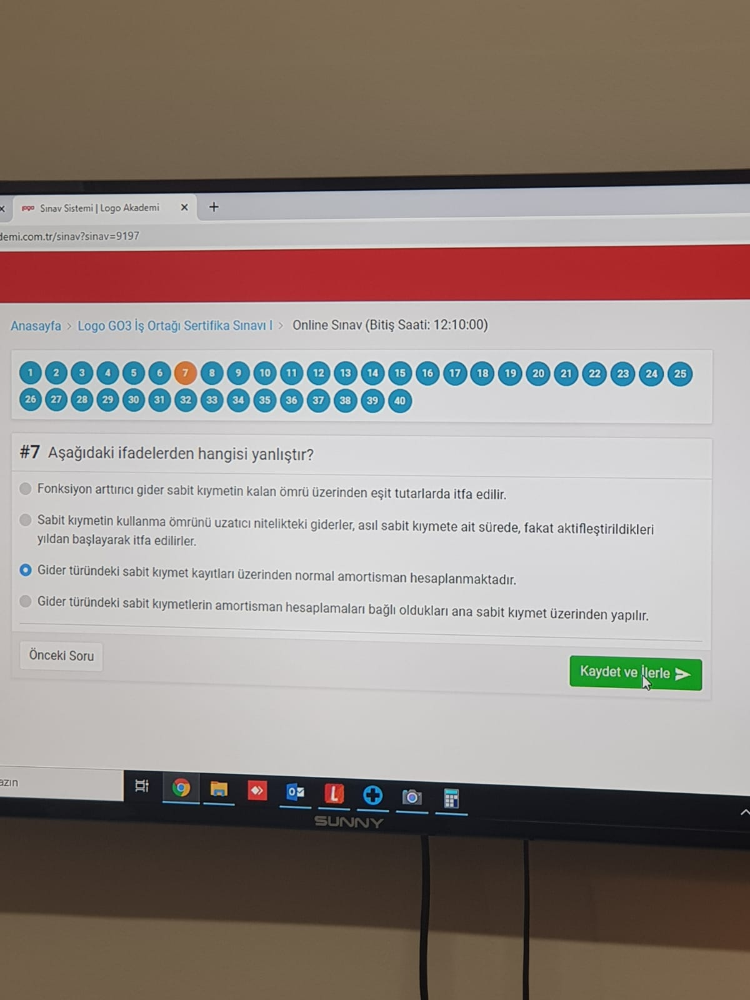 logo Sınav Sistemi | Logo Akademi
demi.com.tr/sinav?sinav=9197
Anasayfa > Logo GO3 İş Ortağı Sertifika Sınavı I > Online Sınav (Bitiş Saati: 12:10:00)
1 2 3 4 5 6 7 8 9 10 11 12 13 14 15 16 17 18 19 20 21 22 23 24 25
26 27 28 29 30 31 32 33 34 35 36 37 38 39 40
#7 Aşağıdaki ifadelerden hangisi yanlıştır?
Fonksiyon arttırıcı gider sabit kıymetin kalan ömrü üzerinden eşit tutarlarda itfa edilir.
Sabit kıymetin kullanma ömrünü uzatıcı nitelikteki giderler, asıl sabit kıymete ait sürede, fakat aktifleştirildikleri
yıldan başlayarak itfa edilirler.
Gider türündeki sabit kıymet kayıtları üzerinden normal amortisman hesaplanmaktadır.
Gider türündeki sabit kıymetlerin amortisman hesaplamaları bağlı oldukları ana sabit kıymet üzerinden yapılır.
Önceki Soru
Kaydet ve İlerle
azın
SUNNY